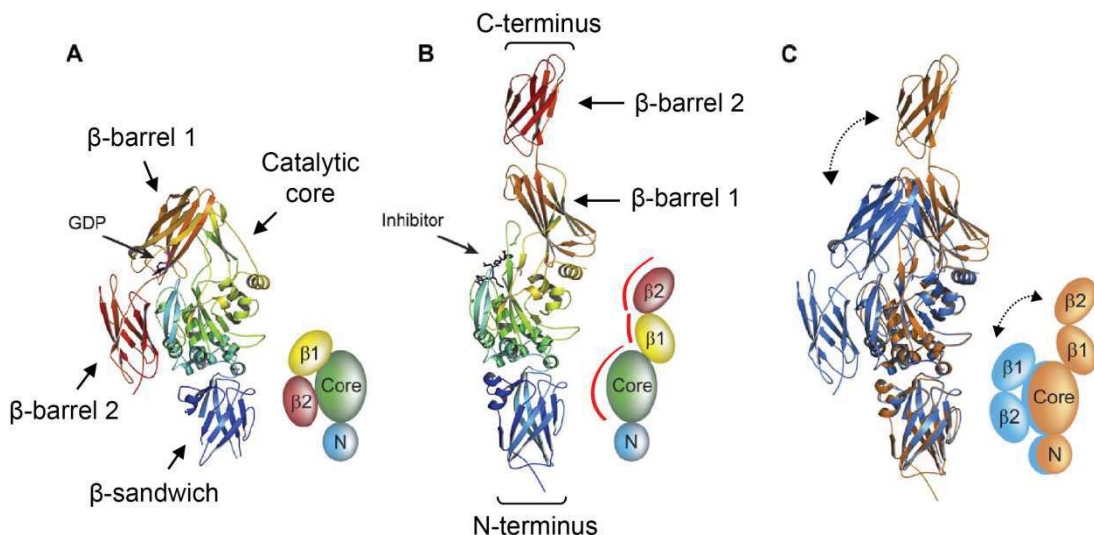 A
β-barrel 1
Catalytic
core
GDP
β-barrel 2
β-sandwich
β1
β2
Core
N
C-terminus
B
β-barrel 2
β-barrel 1
Inhibitor
β2
β1
Core
N
N-terminus
C
β2
β1
β1
Core
β2
N